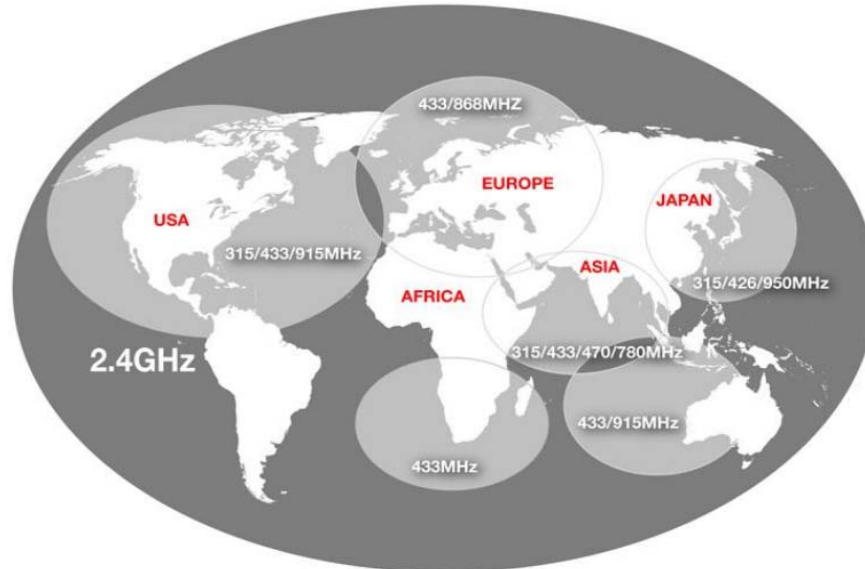 433/868MHZ
EUROPE
USA
JAPAN
315/433/915MHz
ASIA
315/426/950MHz
AFRICA
2.4GHz
315/433/470/780MHz
433/915MHz
433MHz